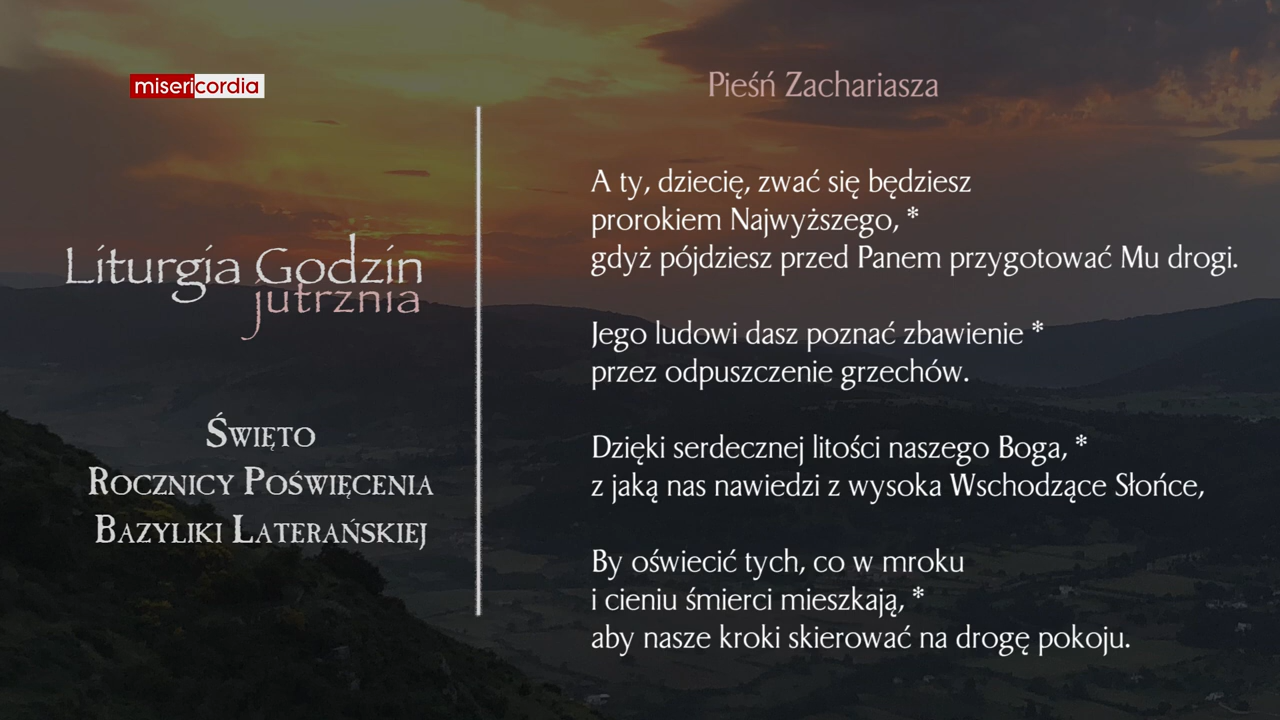 misericordia
Liturgia Godzin
jutrznia
Święto
Rocznicy Poświęcenia
Bazyliki Laterańskiej
Pieśń Zachariasza
A ty, dziecię, zwać się będziesz
prorokiem Najwyższego, *
gdyż pójdziesz przed Panem przygotować Mu drogi.
Jego ludowi dasz poznać zbawienie *
przez odpuszczenie grzechów.
Dzięki serdecznej litości naszego Boga, *
z jaką nas nawiedzi z wysoka Wschodzące Słońce,
By oświecić tych, co w mroku
i cieniu śmierci mieszkają, *
aby nasze kroki skierować na drogę pokoju.